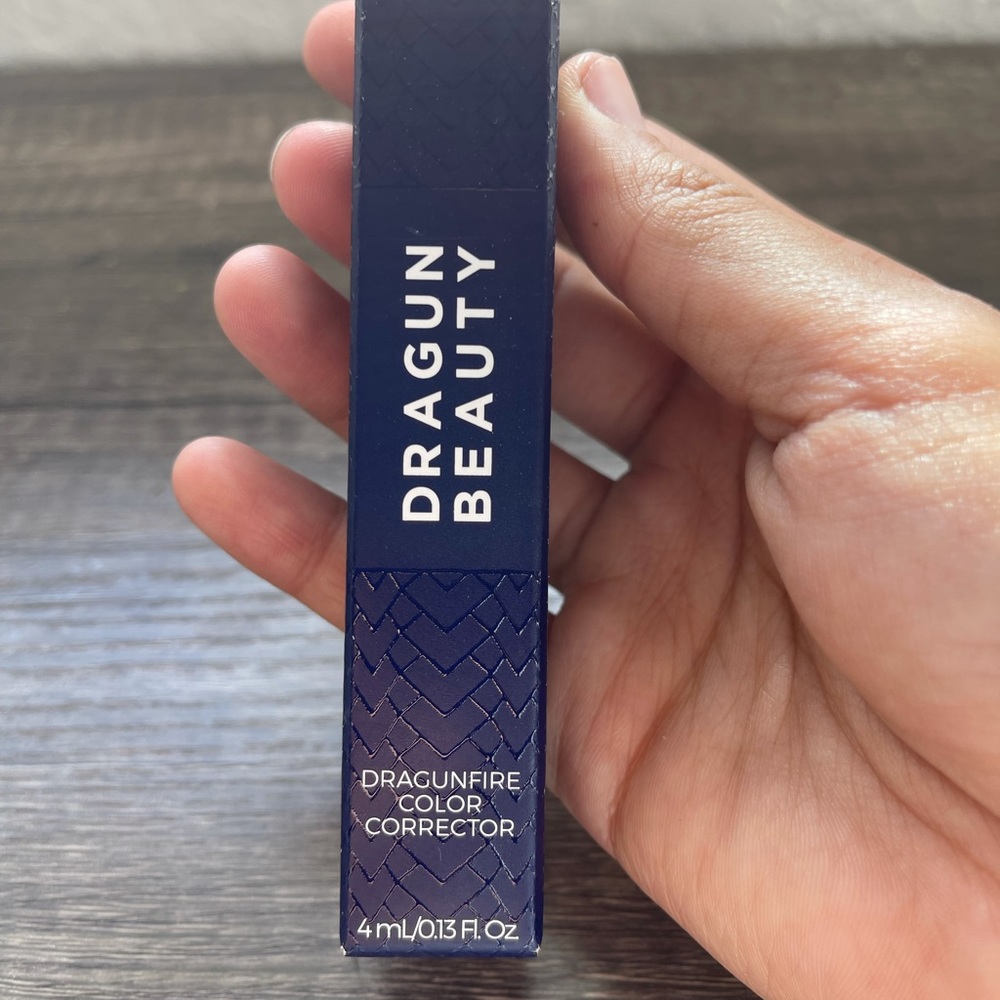 DRAGUN
BEAUTY
DRAGUNFIRE
COLOR
CORRECTOR
4 mL/0.13 Fl. Oz.